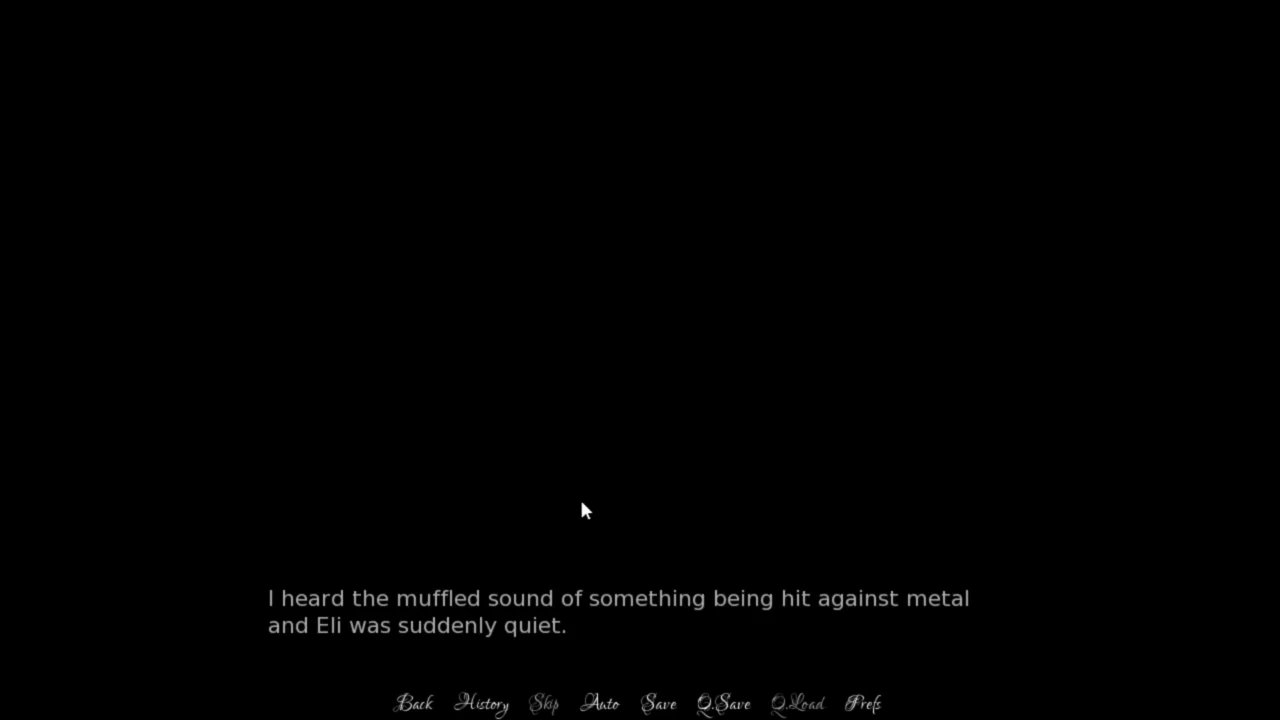 I heard the muffled sound of something being hit against metal
and Eli was suddenly quiet.
Back History Skip Auto Save Q.Save Q.Load Prefs